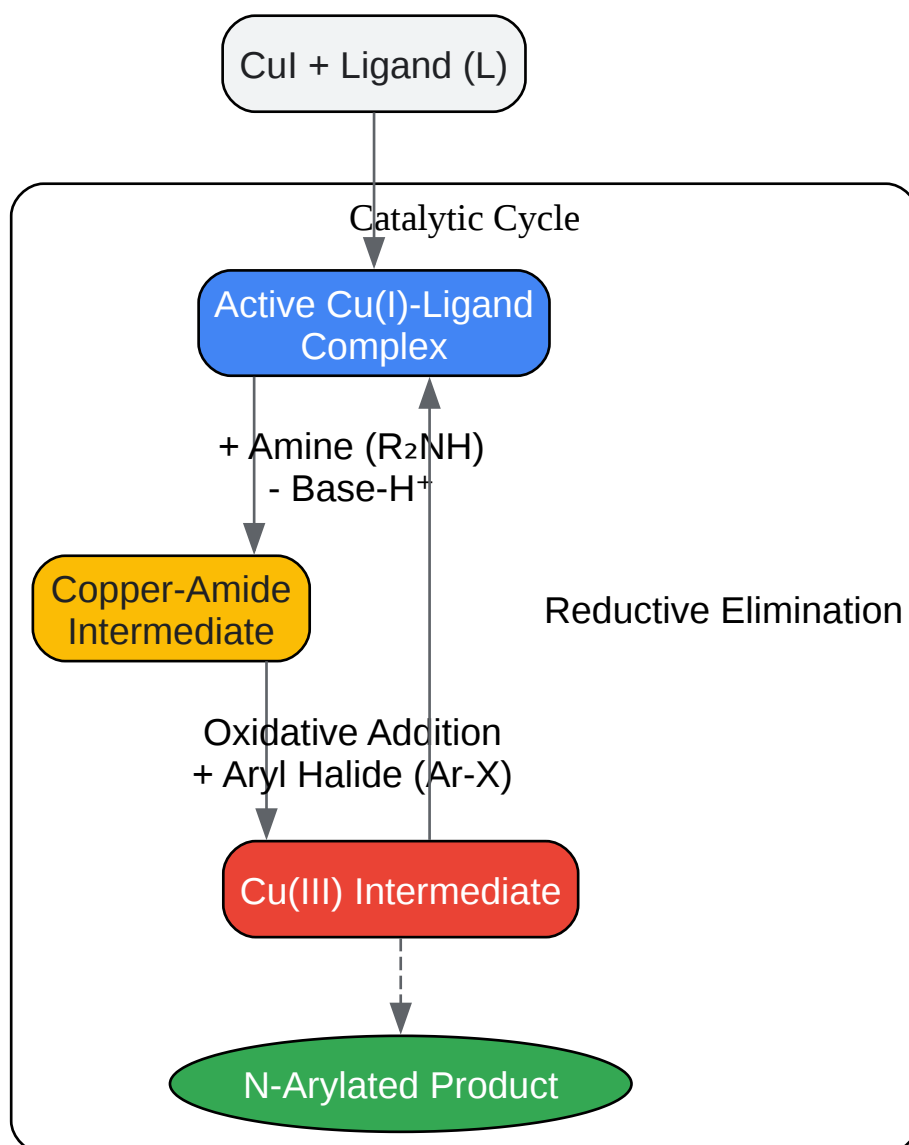 CuI + Ligand (L)
Catalytic Cycle
Active Cu(I)-Ligand
Complex
+ Amine (R₂NH)
- Base-H⁺
Copper-Amide
Intermediate
Reductive Elimination
Oxidative Addition
+ Aryl Halide (Ar-X)
Cu(III) Intermediate
N-Arylated Product